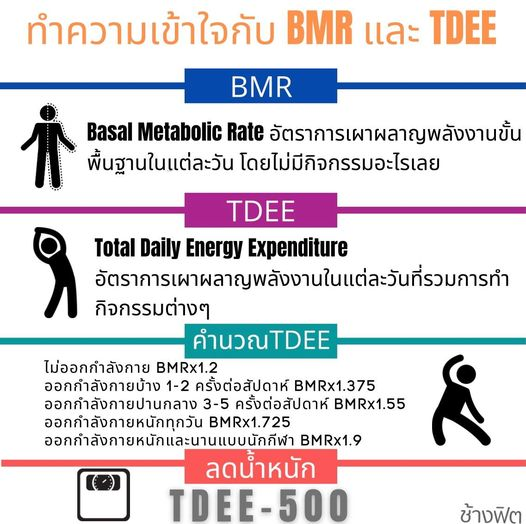 ทำความเข้าใจกับ BMR และ TDEE
BMR
Basal Metabolic Rate อัตราการเผาผลาญพลังงานขั้น
พื้นฐานในแต่ละวัน โดยไม่มีกิจกรรมอะไรเลย
TDEE
Total Daily Energy Expenditure
อัตราการเผาผลาญพลังงานในแต่ละวันที่รวมการทำ
กิจกรรมต่างๆ
คำนวณTDEE
ไม่ออกกำลังกาย BMRx1.2
ออกกำลังกายบ้าง 1-2 ครั้งต่อสัปดาห์ BMRx1.375
ออกกำลังกายปานกลาง 3-5 ครั้งต่อสัปดาห์ BMRx1.55
ออกกำลังกายหนักทุกวัน BMRx1.725
ออกกำลังกายหนักและนานแบบนักกีฬา BMRx1.9
ลดน้ำหนัก
TDEE-500
ช้างฟิต